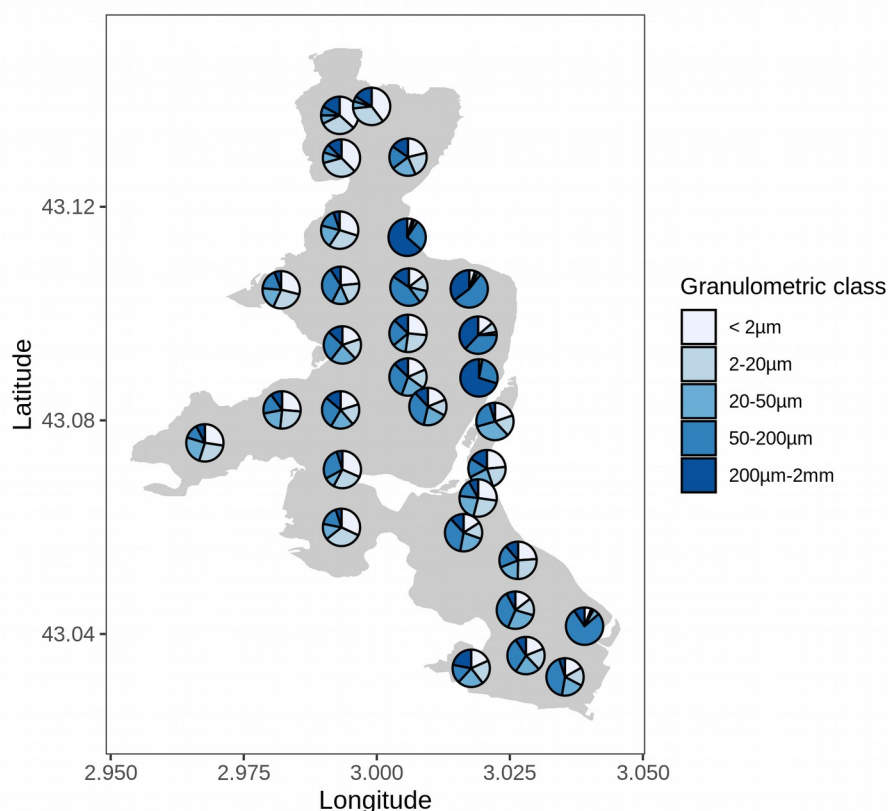 43.12
43.08
43.04
Latitude
2.950 2.975 3.000 3.025 3.050
Longitude
Granulometric class
< 2µm
2-20µm
20-50µm
50-200µm
200µm-2mm